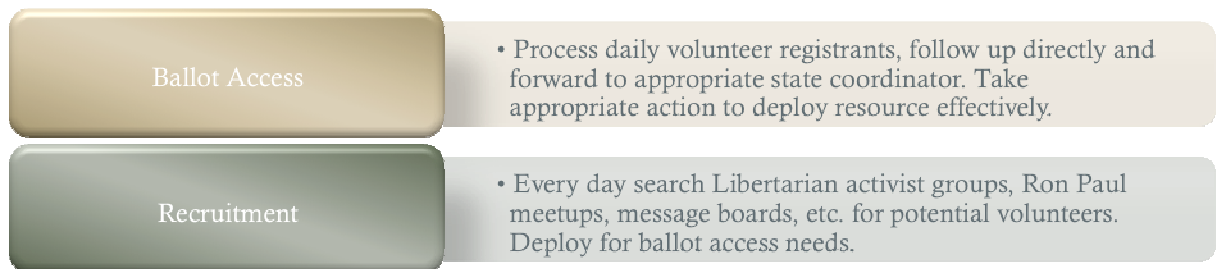 Ballot Access
• Process daily volunteer registrants, follow up directly and
forward to appropriate state coordinator. Take
appropriate action to deploy resource effectively.
Recruitment
• Every day search Libertarian activist groups, Ron Paul
meetups, message boards, etc. for potential volunteers.
Deploy for ballot access needs.